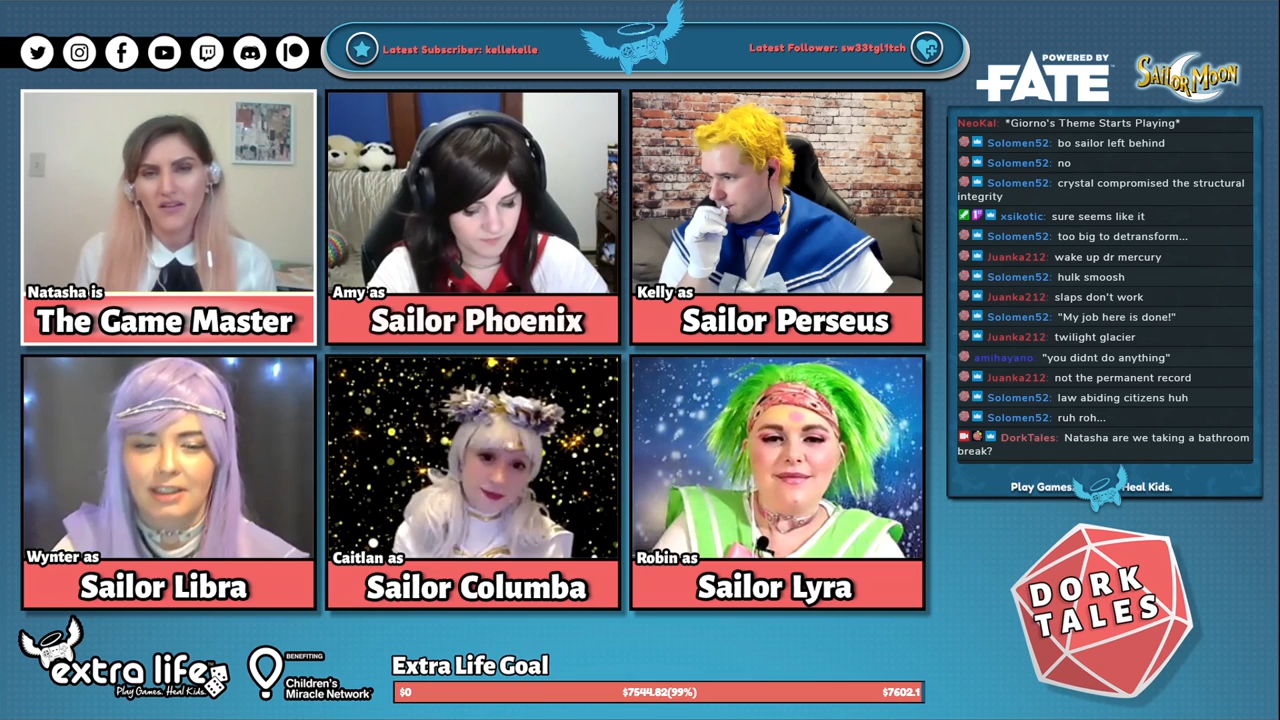 Latest Subscriber: kellekelle
Latest Follower: sw33tgl1tch
POWERED BY
FATE
SAILOR MOON
Natasha is
The Game Master
Amy as
Sailor Phoenix
Kelly as
Sailor Perseus
Wynter as
Sailor Libra
Caitlan as
Sailor Columba
Robin as
Sailor Lyra
NeoKal: *Giorno's Theme Starts Playing*
Solomen52: bo sailor left behind
Solomen52: no
Solomen52: crystal compromised the structural
integrity
xsikotic: sure seems like it
Solomen52: too big to detransform...
Juanka212: wake up dr mercury
Solomen52: hulk smoosh
Juanka212: slaps don't work
Solomen52: "My job here is done!"
Juanka212: twilight glacier
amihayano: "you didnt do anything"
Juanka212: not the permanent record
Solomen52: law abiding citizens huh
Solomen52: ruh roh...
DorkTales: Natasha are we taking a bathroom
break?
Play Games. Heal Kids.
DORK
TALES
extra life
Play Games. Heal Kids.
BENEFITING
Children's
Miracle Network
Extra Life Goal
$0 $7544.82(99%) $7602.1